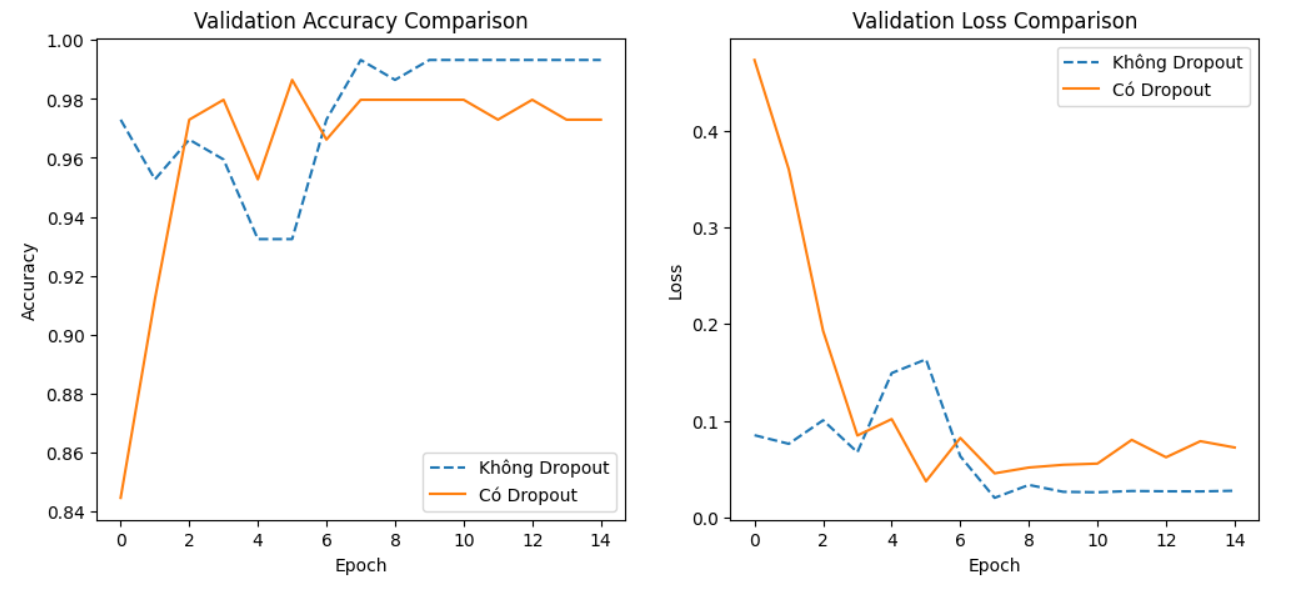 Validation Accuracy Comparison
1.00
0.98
0.96
0.94
0.92
0.90
0.88
0.86
0.84
Accuracy
Không Dropout
Có Dropout
0 2 4 6 8 10 12 14
Epoch
Validation Loss Comparison
0.4
0.3
0.2
0.1
0.0
Loss
Không Dropout
Có Dropout
0 2 4 6 8 10 12 14
Epoch